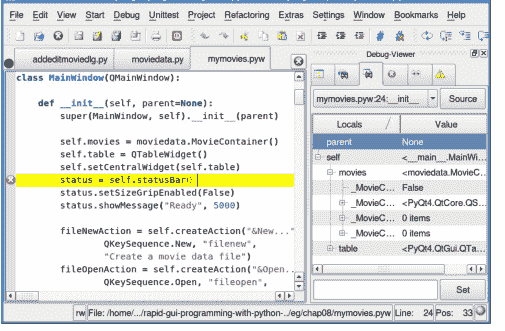 File Edit View Start Debug Unittest Project Refactoring Extras Settings Window Bookmarks Help
addeditmoviedlg.py moviedata.py mymovies.pyw
class MainWindow(QMainWindow):
def __init__(self, parent=None):
super(MainWindow, self).__init__(parent)
self.movies = moviedata.MovieContainer()
self.table = QTableWidget()
self.setCentralWidget(self.table)
status = self.statusBar(
status.setSizeGripEnabled(False)
status.showMessage("Ready", 5000)
fileNewAction = self.createAction("&New..."
QKeySequence.New, "filenew",
"Create a movie data file")
fileOpenAction = self.createAction("&Open..
QKeySequence.Open, "fileopen",
Debug-Viewer
mymovies.pyw:24:__init__ Source
Locals / Value
parent None
self <__main__.MainWi...
movies <moviedata.MovieC...
_MovieC... False
_MovieC... <PyQt4.QtCore.QS...
_MovieC... 0 items
_MovieC... 0 items
table <PyQt4.QtGui.QTa...
Set
rw File: /home/.../rapid-gui-programming-with-python-../eg/chap08/mymovies.pyw Line: 24 Pos: 33